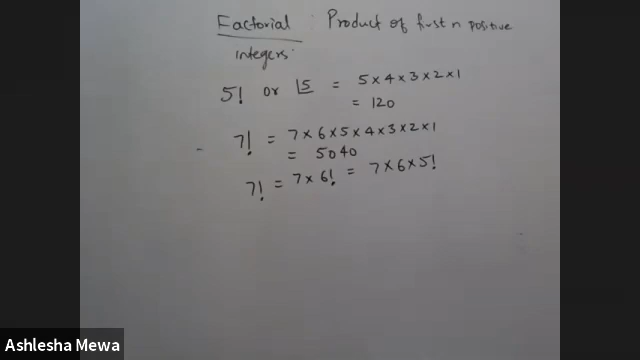 Factorial : Product of first n positive
integers:
5! or ⌊5 = 5 × 4 × 3 × 2 × 1
= 120
7! = 7 × 6 × 5 × 4 × 3 × 2 × 1
= 5040
7! = 7 × 6! = 7 × 6 × 5!
Ashlesha Mewa